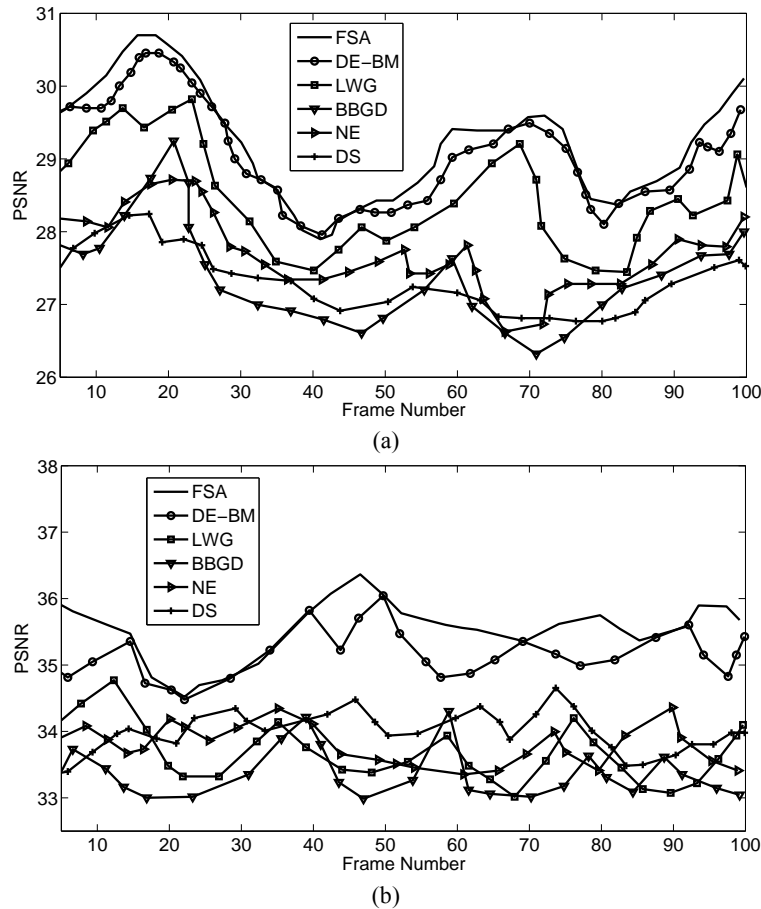 31
30
29
28
27
26
PSNR
FSA
DE−BM
LWG
BBGD
NE
DS
10 20 30 40 50 60 70 80 90 100
Frame Number
(a)
38
37
36
35
34
33
PSNR
FSA
DE−BM
LWG
BBGD
NE
DS
10 20 30 40 50 60 70 80 90 100
Frame Number
(b)